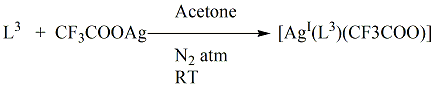 Acetone
L³ + CF₃COOAg → [Agᴵ(L³)(CF3COO)]
N₂ atm
RT